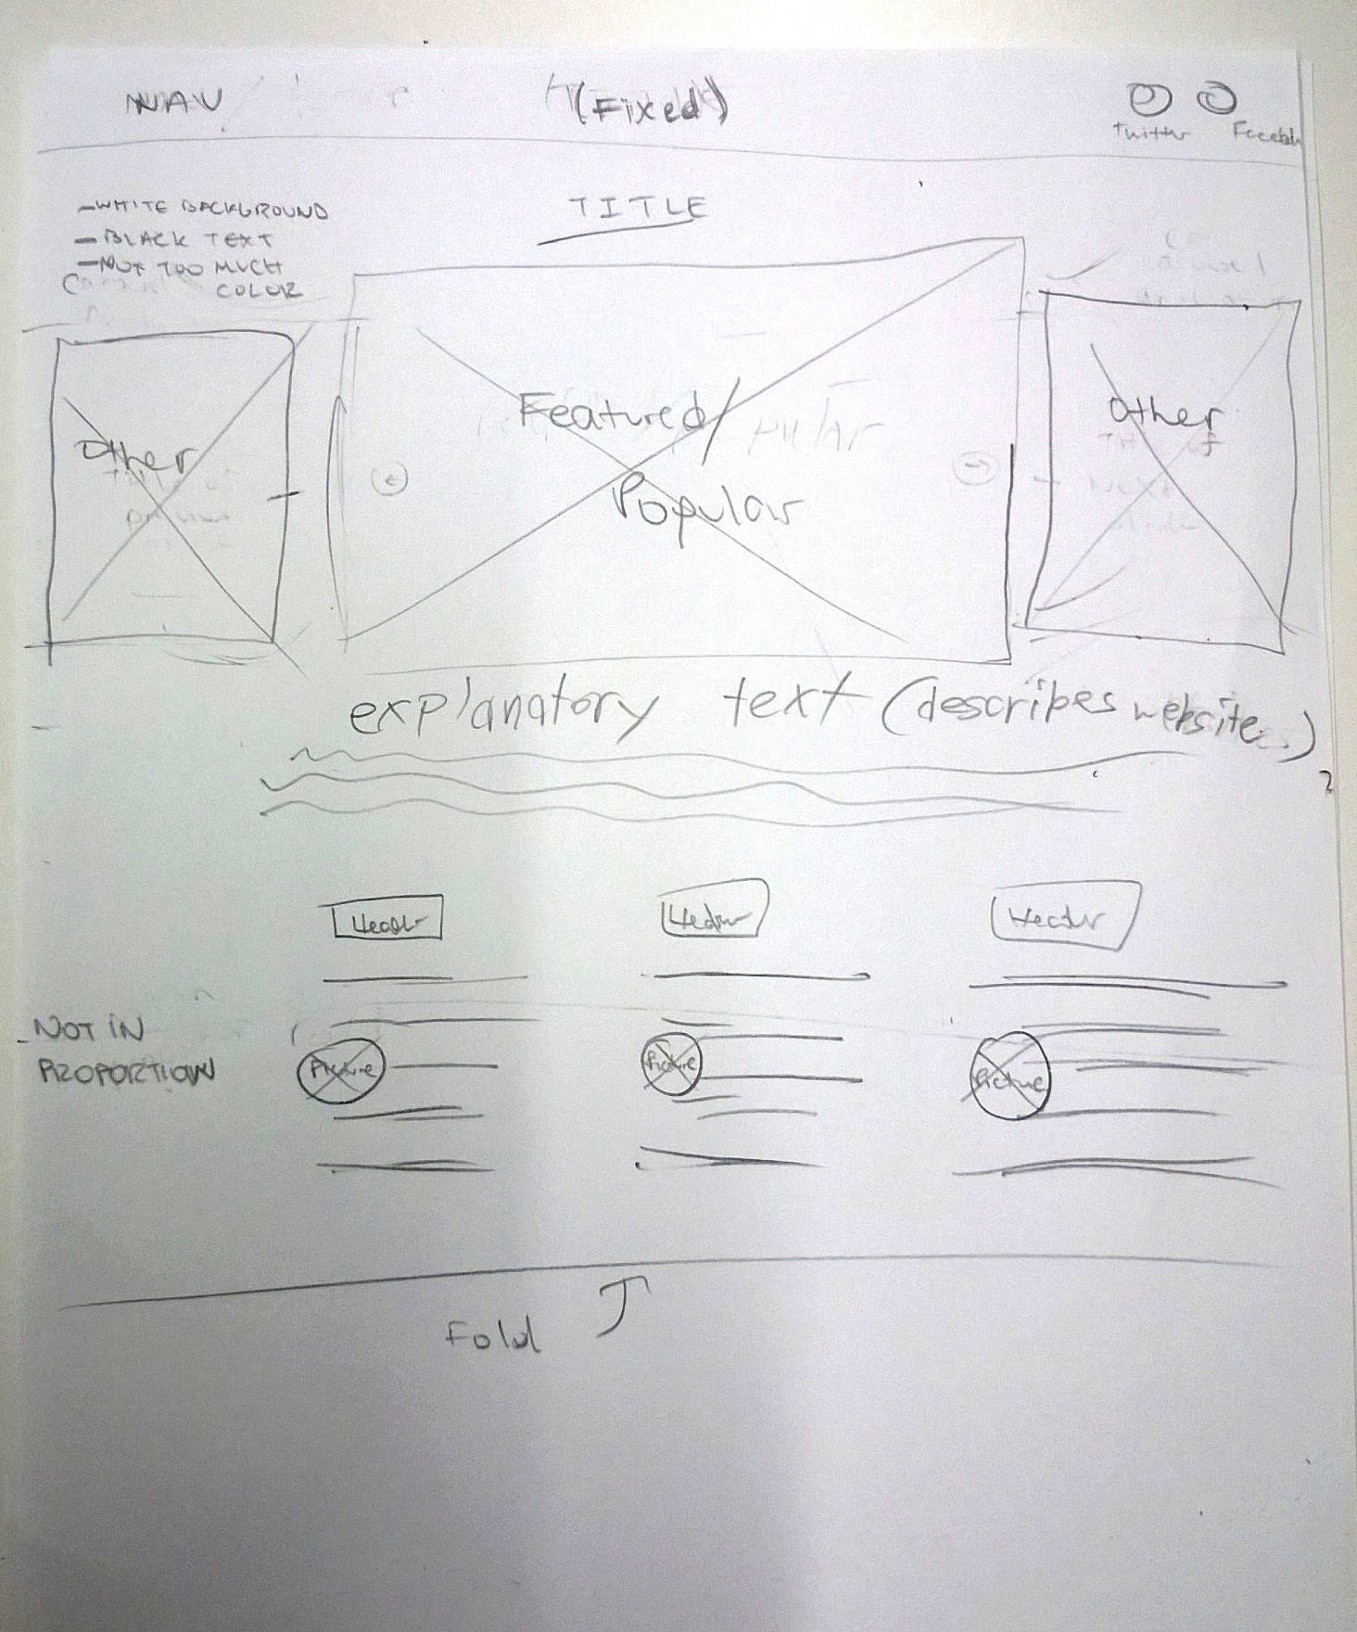 NAV (Fixed)
Twitter
TITLE
-WHITE BACKGROUND
-BLACK TEXT
-NOT TOO MUCH
COLOR
Other
Featured/
Popular
Other
explanatory text (describes website...)
Header Header Header
NOT IN
PROPORTION
Picture Picture Picture
Fold